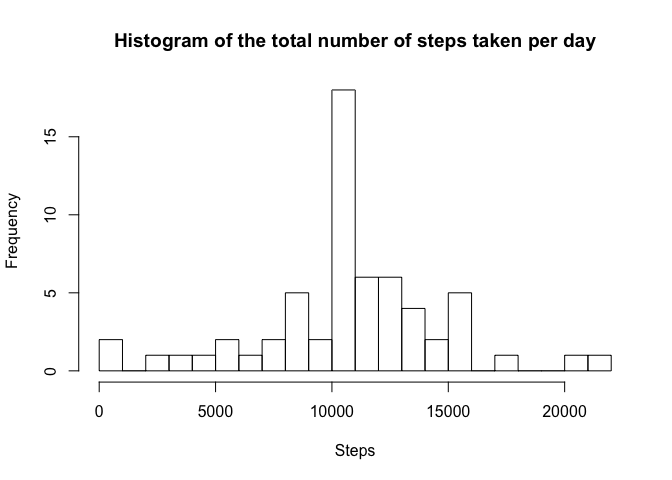 Histogram of the total number of steps taken per day
15
10
5
0
Frequency
0 5000 10000 15000 20000
Steps